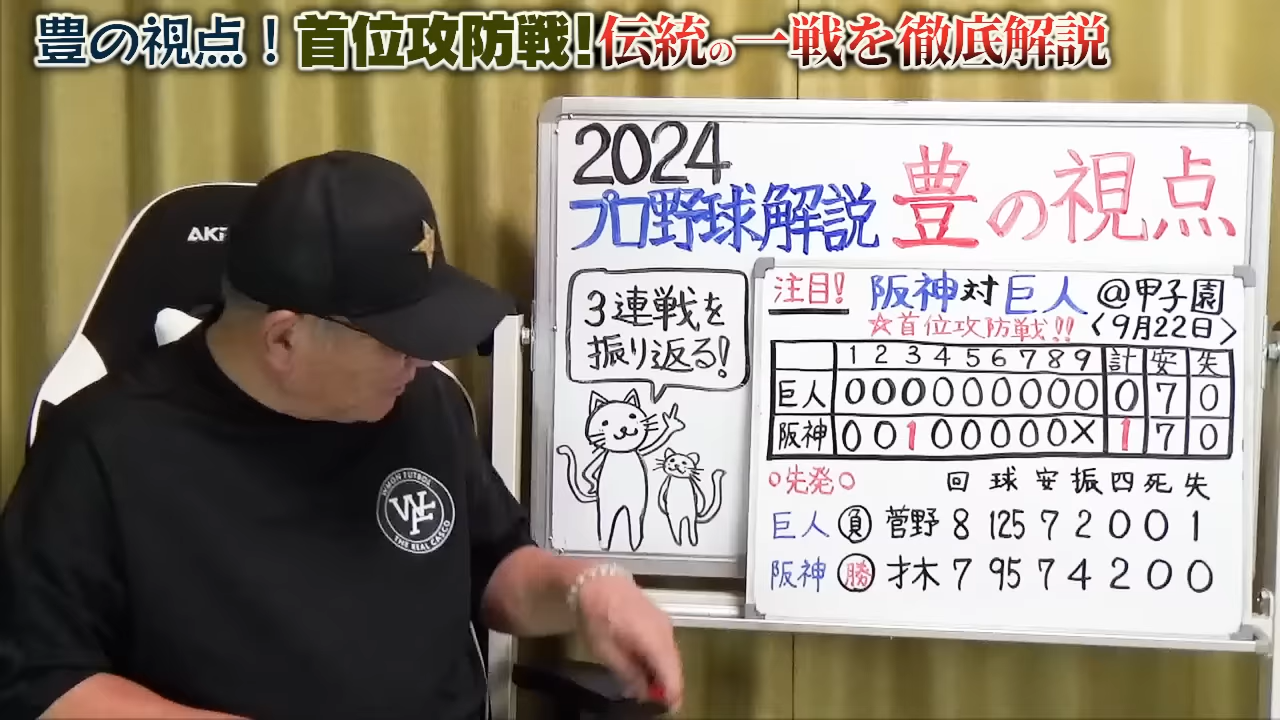 豊の視点！首位攻防戦！伝統の一戦を徹底解説
2024
プロ野球解説 豊の視点
3連戦を
振り返る！
注目！ 阪神対巨人 @甲子園
☆首位攻防戦!! <9月22日>
1 2 3 4 5 6 7 8 9 計 安 失
巨人 0 0 0 0 0 0 0 0 0 0 7 0
阪神 0 0 1 0 0 0 0 0 X 1 7 0
○先発○ 回 球 安 振 四 死 失
巨人 負 菅野 8 125 7 2 0 0 1
阪神 勝 才木 7 95 7 4 2 0 0
WF
THE REAL CASCO